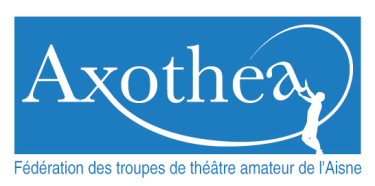 Axothea
Fédération des troupes de théâtre amateur de l'Aisne